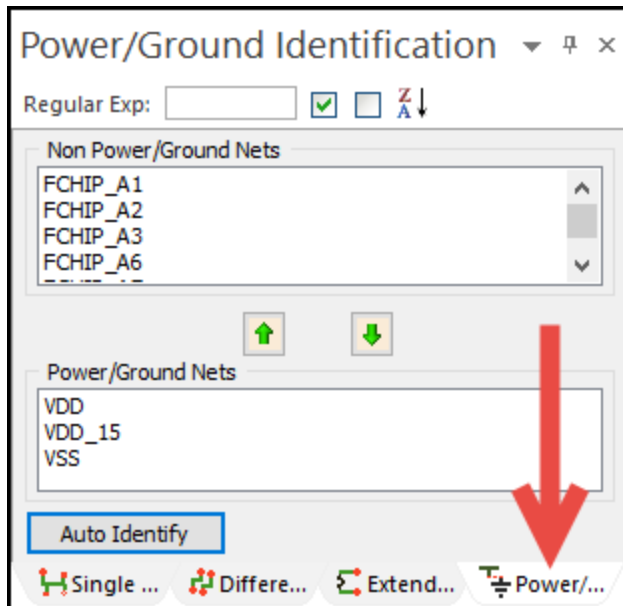 Power/Ground Identification
Regular Exp:
Non Power/Ground Nets
FCHIP_A1
FCHIP_A2
FCHIP_A3
FCHIP_A6
Power/Ground Nets
VDD
VDD_15
VSS
Auto Identify
Single ... Differe... Extend... Power/...